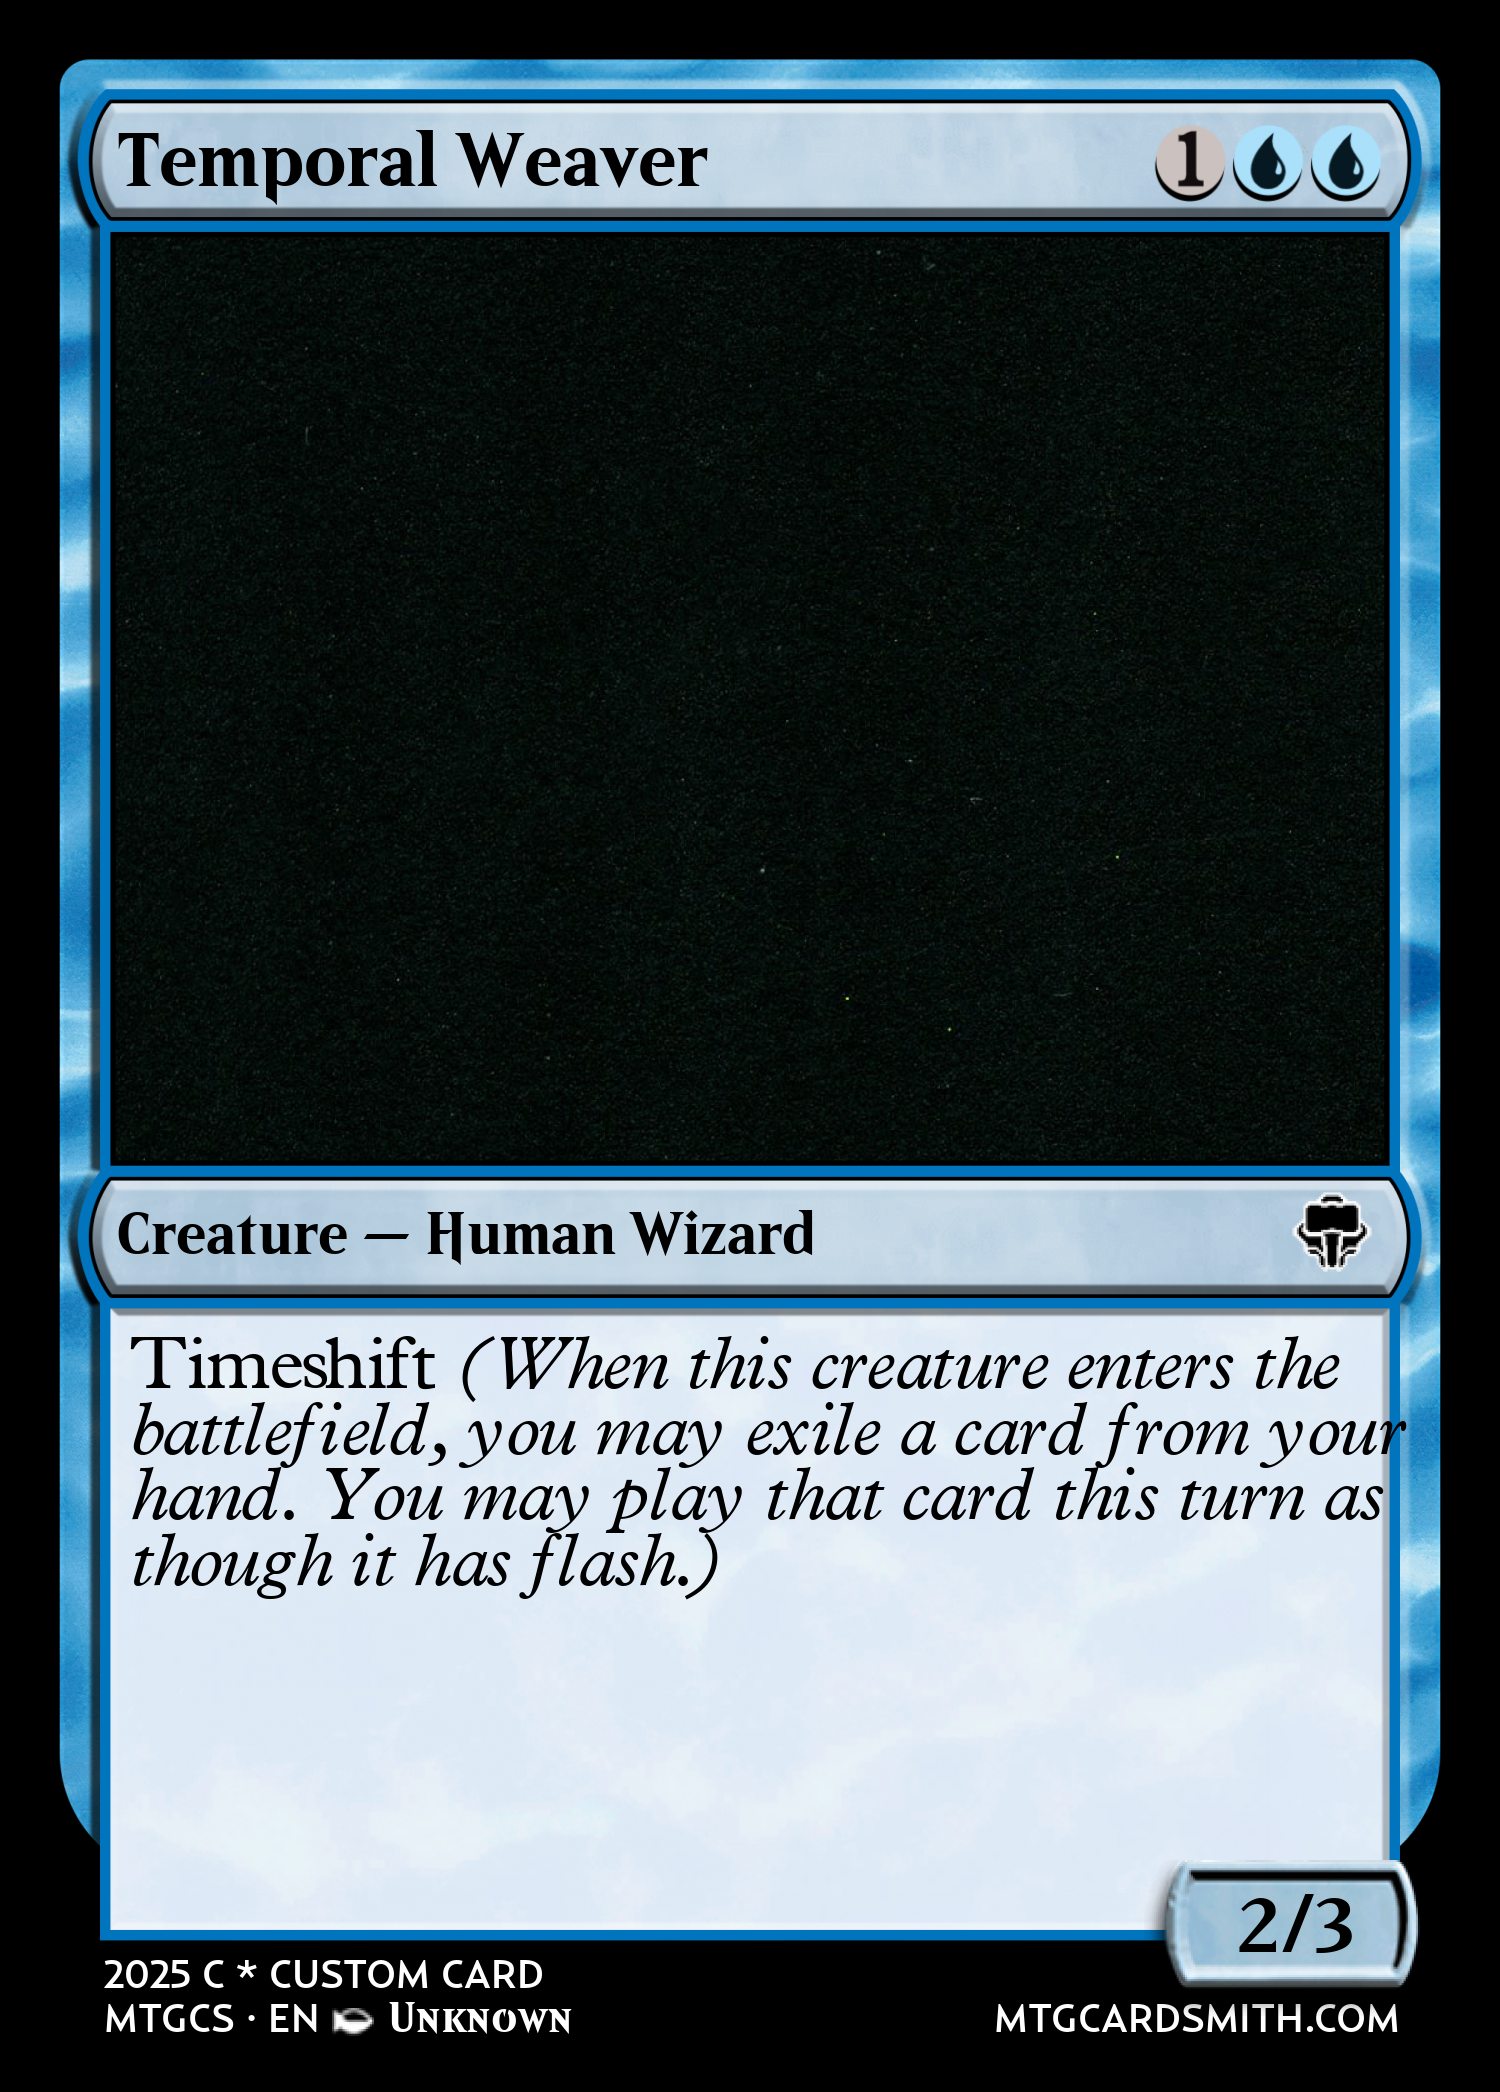 Temporal Weaver 1
Creature — Human Wizard
Timeshift (When this creature enters the
battlefield, you may exile a card from your
hand. You may play that card this turn as
though it has flash.)
2/3
2025 C * CUSTOM CARD
MTGCS · EN UNKNOWN
MTGCARDSMITH.COM